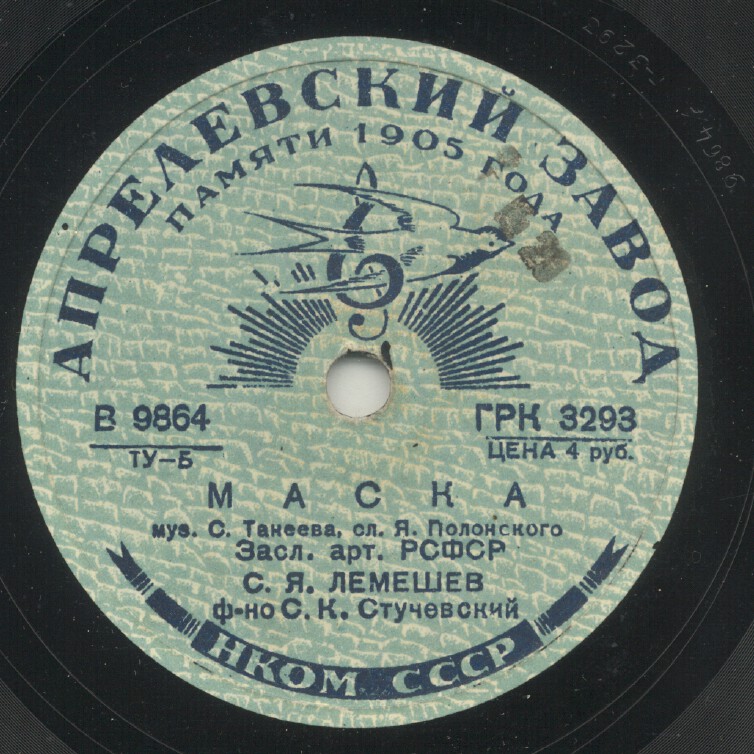 АПРЕЛЕВСКИЙ ЗАВОД
ПАМЯТИ 1905 ГОДА
В 9864
ТУ—Б
ГРК 3293
ЦЕНА 4 руб.
МАСКА
муз. С. Танеева, сл. Я. Полонского
Засл. арт. РСФСР
С. Я. ЛЕМЕШЕВ
ф-но С. К. Стучевский
НКОМ СССР